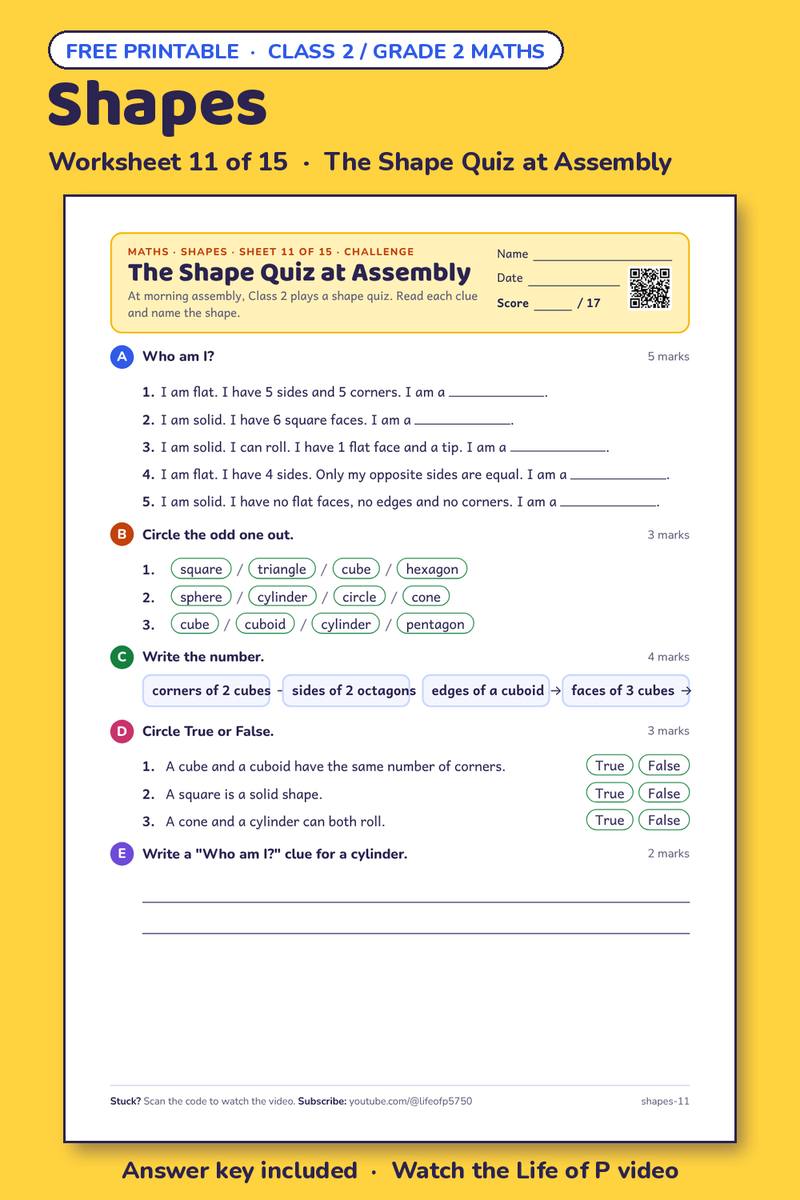 FREE PRINTABLE · CLASS 2 / GRADE 2 MATHS
Shapes
Worksheet 11 of 15 · The Shape Quiz at Assembly
MATHS · SHAPES · SHEET 11 OF 15 · CHALLENGE
The Shape Quiz at Assembly
At morning assembly, Class 2 plays a shape quiz. Read each clue
and name the shape.
Name ____________
Date ____________
Score ______ / 17
A Who am I? 5 marks
1. I am flat. I have 5 sides and 5 corners. I am a ____________.
2. I am solid. I have 6 square faces. I am a ____________.
3. I am solid. I can roll. I have 1 flat face and a tip. I am a ____________.
4. I am flat. I have 4 sides. Only my opposite sides are equal. I am a ____________.
5. I am solid. I have no flat faces, no edges and no corners. I am a ____________.
B Circle the odd one out. 3 marks
1. square / triangle / cube / hexagon
2. sphere / cylinder / circle / cone
3. cube / cuboid / cylinder / pentagon
C Write the number. 4 marks
corners of 2 cubes - sides of 2 octagons edges of a cuboid → faces of 3 cubes →
D Circle True or False. 3 marks
1. A cube and a cuboid have the same number of corners. True False
2. A square is a solid shape. True False
3. A cone and a cylinder can both roll. True False
E Write a "Who am I?" clue for a cylinder. 2 marks
Stuck? Scan the code to watch the video. Subscribe: youtube.com/@lifeofp5750 shapes-11
Answer key included · Watch the Life of P video